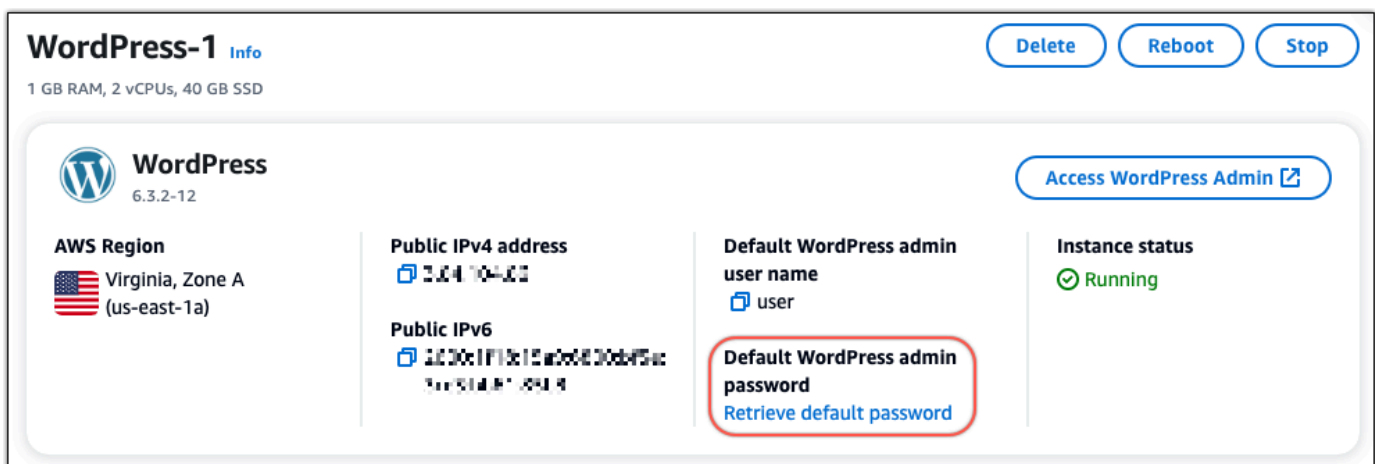 WordPress-1 Info
Delete
Reboot
Stop
1 GB RAM, 2 vCPUs, 40 GB SSD
WordPress
6.3.2-12
Access WordPress Admin
AWS Region
Virginia, Zone A
(us-east-1a)
Public IPv4 address
Public IPv6
Default WordPress admin
user name
user
Default WordPress admin
password
Retrieve default password
Instance status
Running